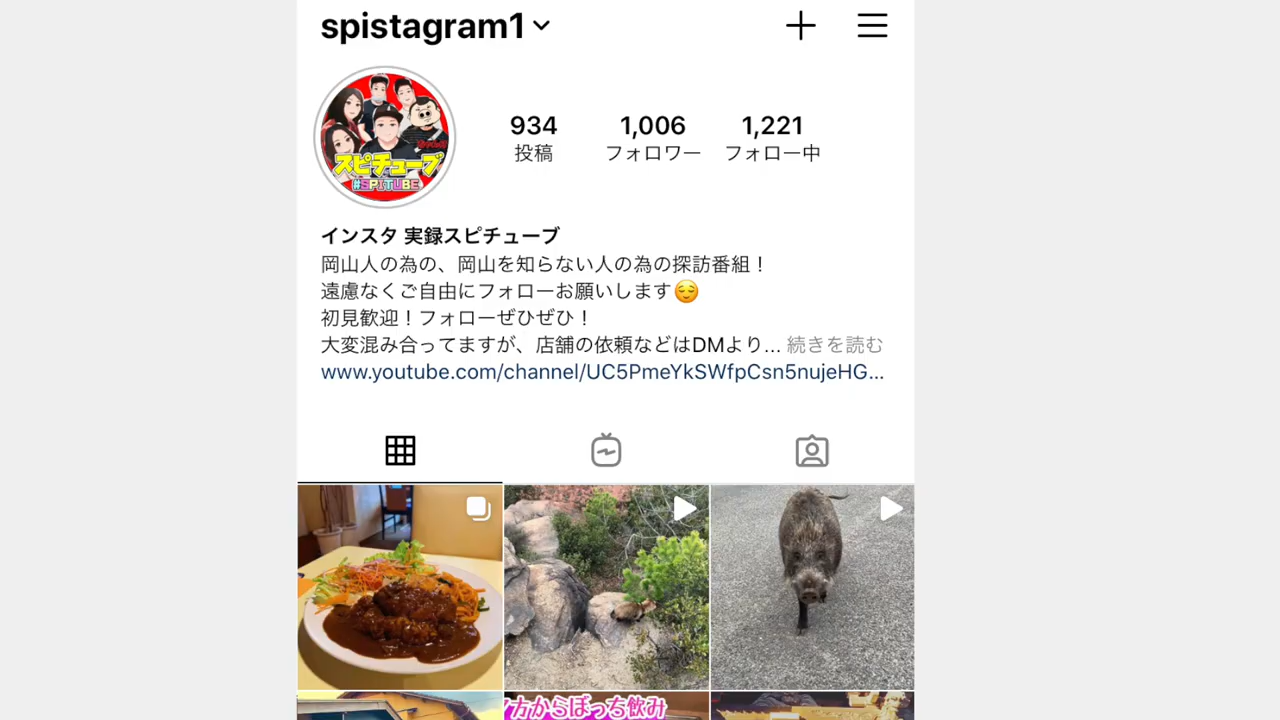 spistagram1
スピチューブ
#SPITUBE
934
投稿
1,006
フォロワー
1,221
フォロー中
インスタ 実録スピチューブ
岡山人の為の、岡山を知らない人の為の探訪番組！
遠慮なくご自由にフォローお願いします😌
初見歓迎！フォローぜひぜひ！
大変混み合ってますが、店舗の依頼などはDMより... 続きを読む
www.youtube.com/channel/UC5PmeYkSWfpCsn5nujeHG...
方からぼっち飲み